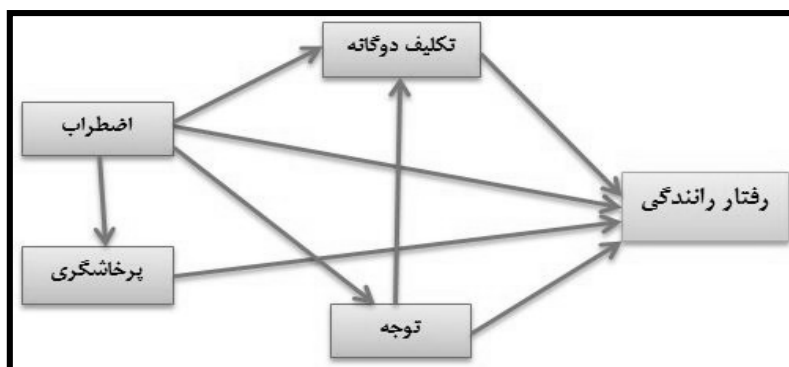 تکلیف دوگانه
اضطراب
رفتار رانندگی
پرخاشگری
توجه